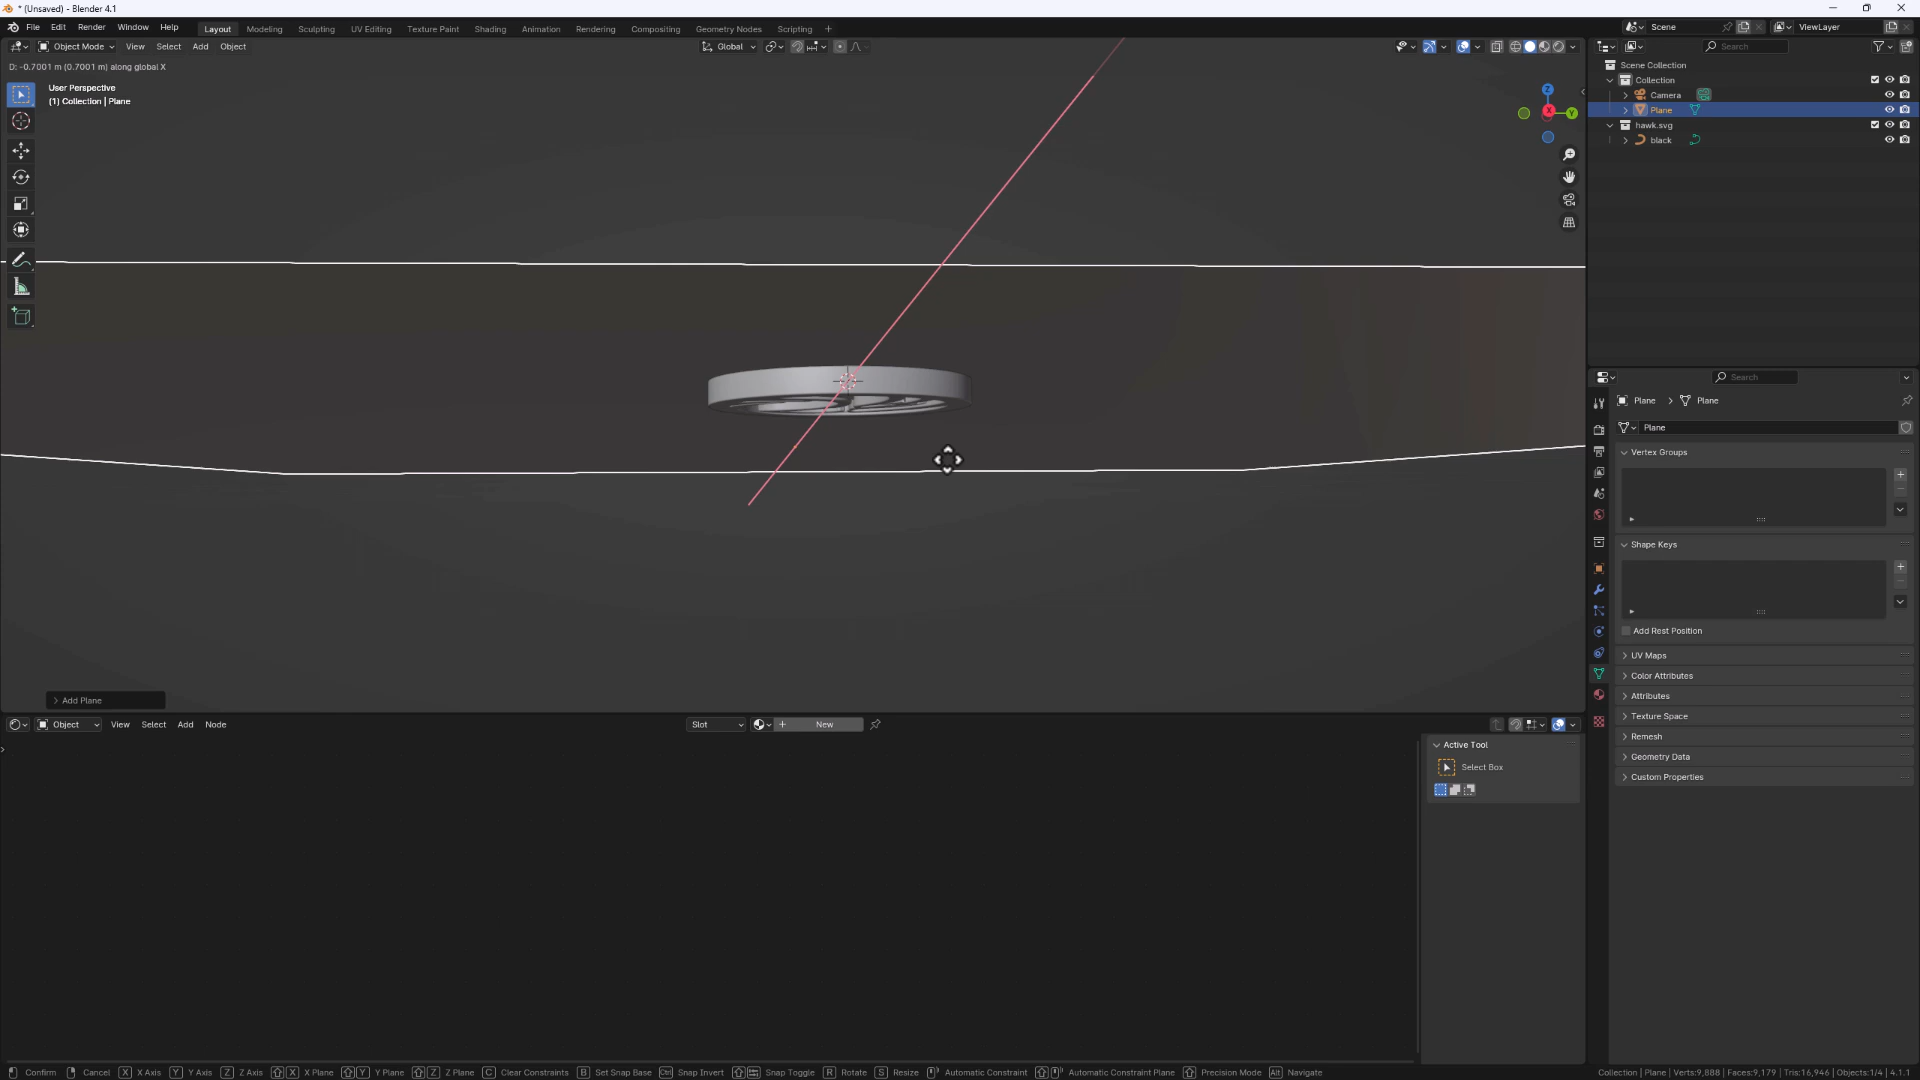 * (Unsaved) - Blender 4.1
File Edit Render Window Help Layout Modeling Sculpting UV Editing Texture Paint Shading Animation Rendering Compositing Geometry Nodes Scripting + Scene ViewLayer
Object Mode View Select Add Object Global Search
D: -0.7001 m (0.7001 m) along global X
Scene Collection
User Perspective
(1) Collection | Plane
Collection
Camera
Plane
hawk.svg
black
Z
X
Y
Search
Plane > Plane
Plane
Vertex Groups
Shape Keys
Add Rest Position
UV Maps
Color Attributes
Attributes
Texture Space
Remesh
Geometry Data
Custom Properties
> Add Plane
Object View Select Add Node Slot + New
Active Tool
Select Box
Confirm Cancel X X Axis Y Y Axis Z Z Axis X X Plane Y Y Plane Z Z Plane C Clear Constraints B Set Snap Base Ctrl Snap Invert Snap Toggle R Rotate S Resize Automatic Constraint Automatic Constraint Plane Precision Mode Alt Navigate Collection | Plane | Verts:9,888 | Faces:9,179 | Tris:16,946 | Objects:1/4 | 4.1.1